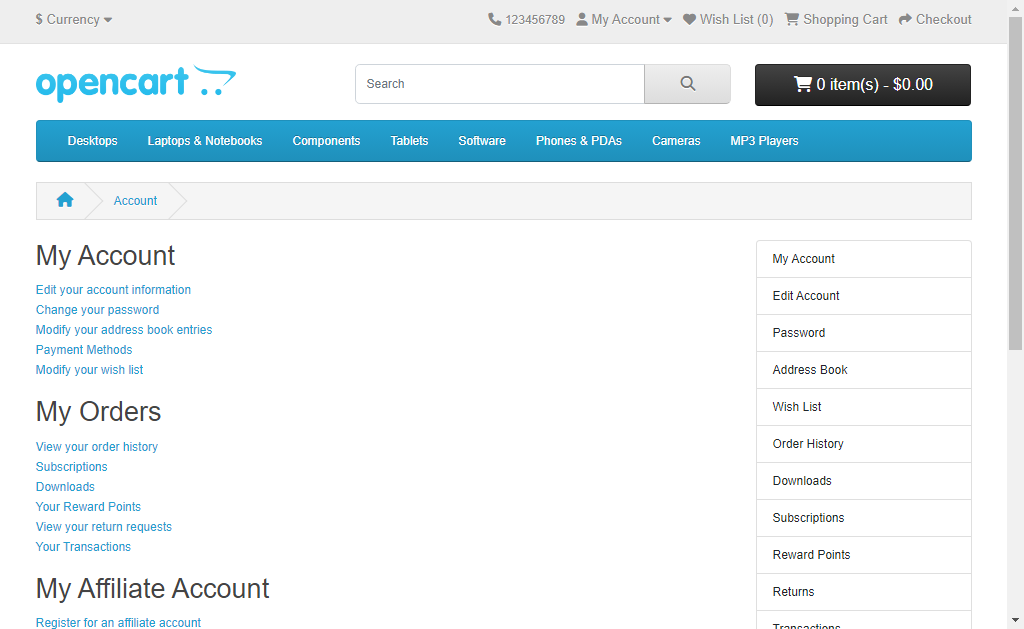 $ Currency
123456789 My Account Wish List (0) Shopping Cart Checkout
opencart
Search
0 item(s) - $0.00
Desktops Laptops & Notebooks Components Tablets Software Phones & PDAs Cameras MP3 Players
Account
My Account
Edit your account information
Change your password
Modify your address book entries
Payment Methods
Modify your wish list
My Orders
View your order history
Subscriptions
Downloads
Your Reward Points
View your return requests
Your Transactions
My Affiliate Account
Register for an affiliate account
My Account
Edit Account
Password
Address Book
Wish List
Order History
Downloads
Subscriptions
Reward Points
Returns
Transactions